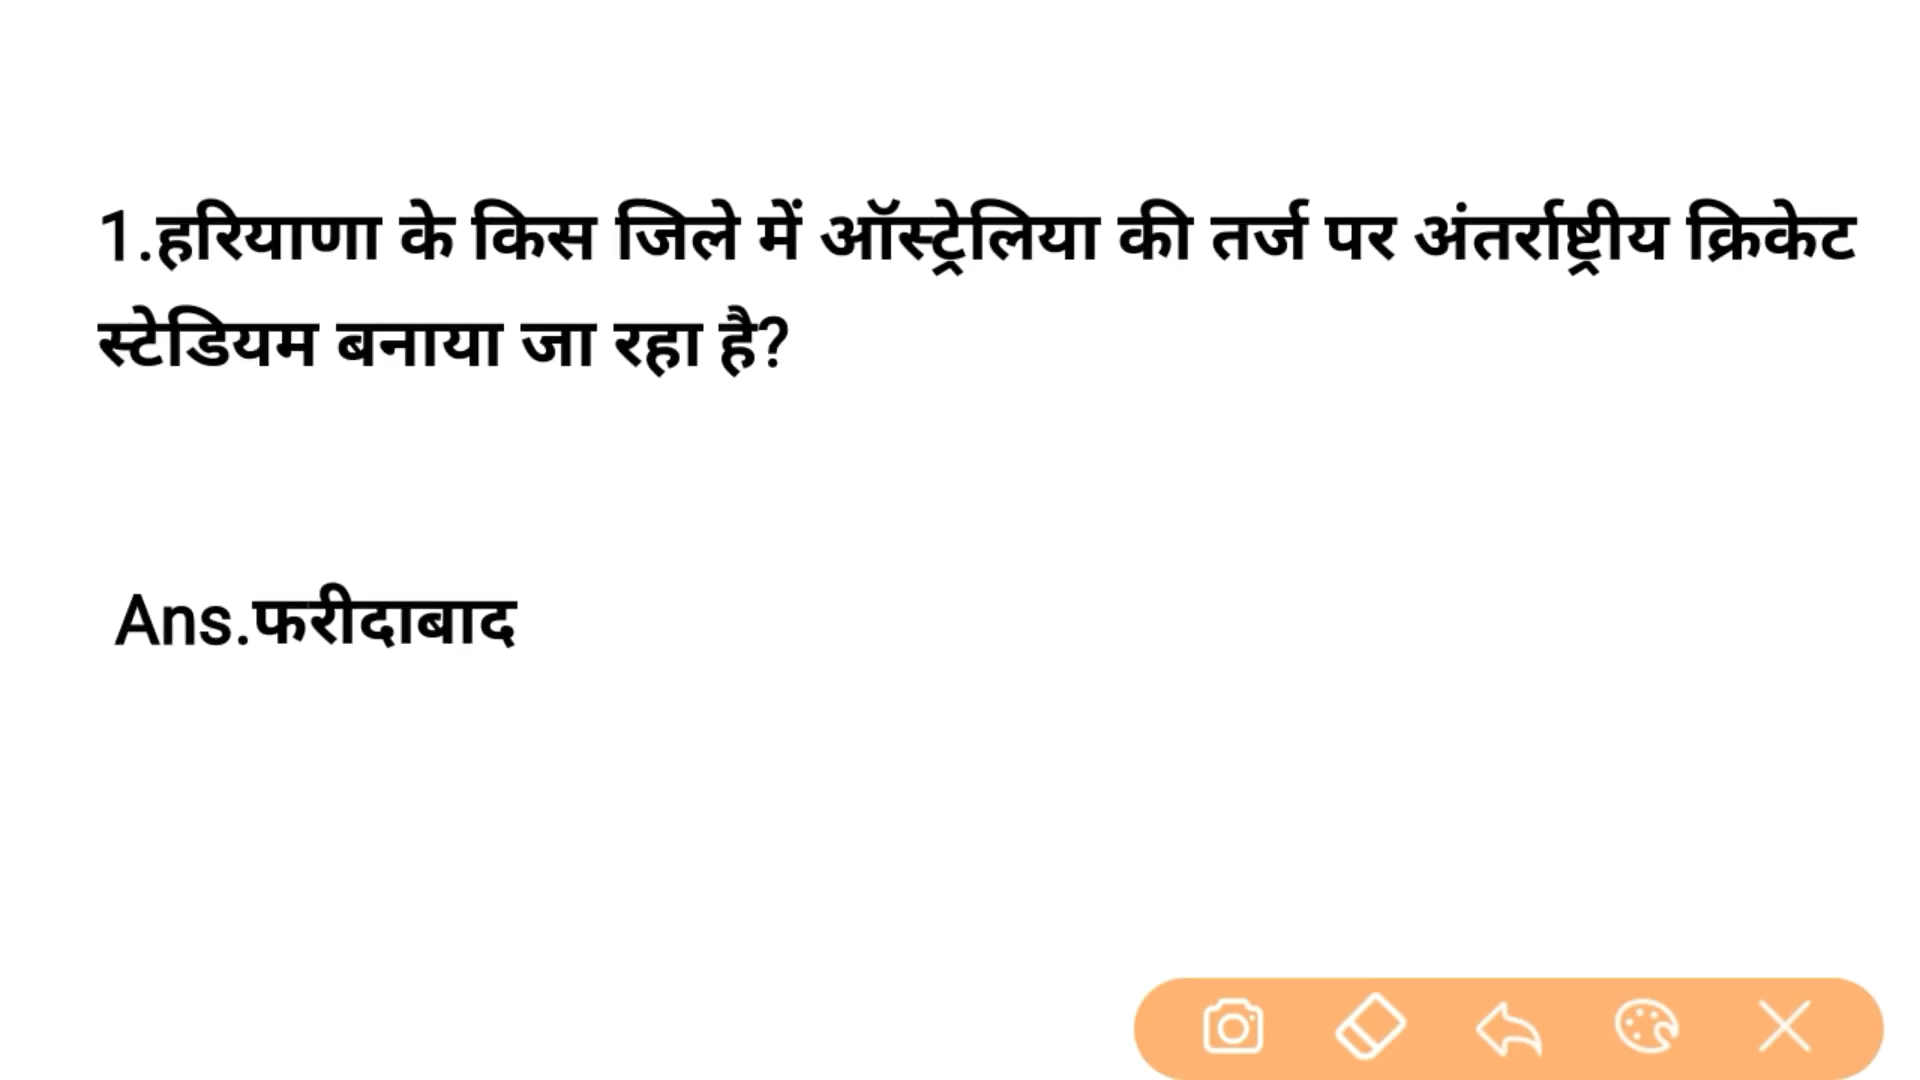 1.हरियाणा के किस जिले में ऑस्ट्रेलिया की तर्ज पर अंतर्राष्ट्रीय क्रिकेट
स्टेडियम बनाया जा रहा है?
Ans.फरीदाबाद